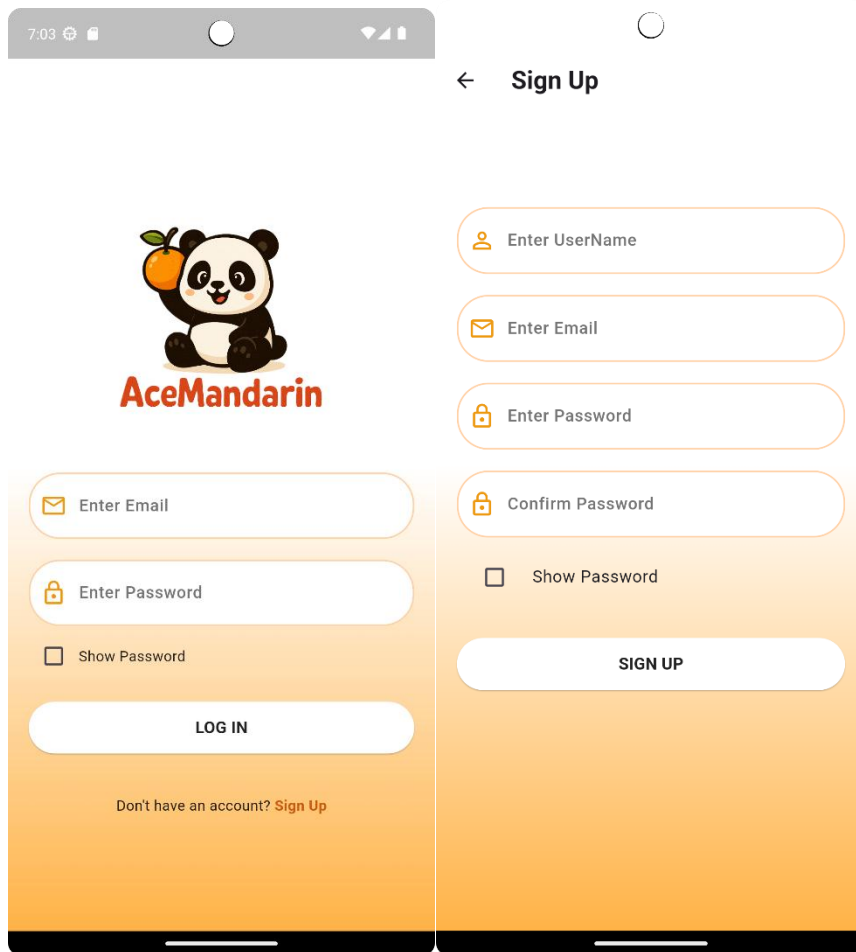 7:03
AceMandarin
Enter Email
Enter Password
Show Password
LOG IN
Don't have an account? Sign Up
Sign Up
Enter UserName
Enter Email
Enter Password
Confirm Password
Show Password
SIGN UP